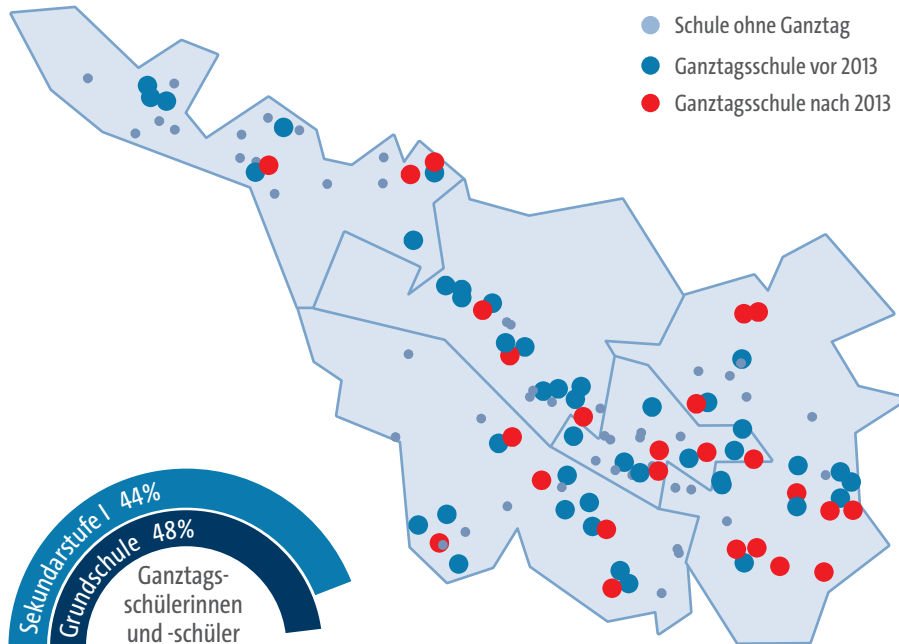 Schule ohne Ganztag
Ganztagsschule vor 2013
Ganztagsschule nach 2013
Sekundarstufe I 44%
Grundschule 48%
Ganztags-
schülerinnen
und -schüler